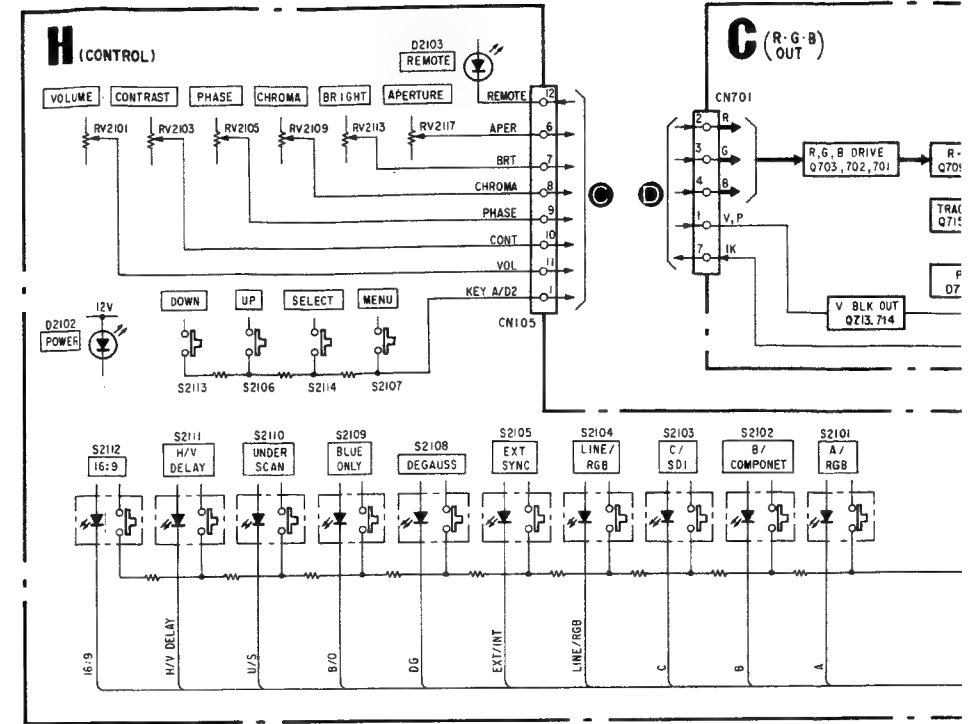 H (CONTROL)
D2103
REMOTE
VOLUME
CONTRAST
PHASE
CHROMA
BRIGHT
APERTURE
RV2101
RV2103
RV2105
RV2109
RV2113
RV2117
REMOTE 12
APER 6
BRT 7
CHROMA 8
PHASE 9
CONT 10
VOL 11
KEY A/D2 1
CN105
C
D
12V
D2102
POWER
DOWN
UP
SELECT
MENU
S2113
S2106
S2114
S2107
C (R·G·B)
OUT
CN701
2 R
3 G
4 B
1 V,P
7 IK
R,G,B DRIVE
Q703,702,701
R-
Q709
TRAC
Q715
P
D7
V BLK OUT
Q713.714
S2112
16:9
S2111
H/V
DELAY
S2110
UNDER
SCAN
S2109
BLUE
ONLY
S2108
DEGAUSS
S2105
EXT
SYNC
S2104
LINE/
RGB
S2103
C/
SDI
S2102
B/
COMPONET
S2101
A/
RGB
16:9
H/V DELAY
U/S
B/O
DG
EXT/INT
LINE/RGB
C
B
A